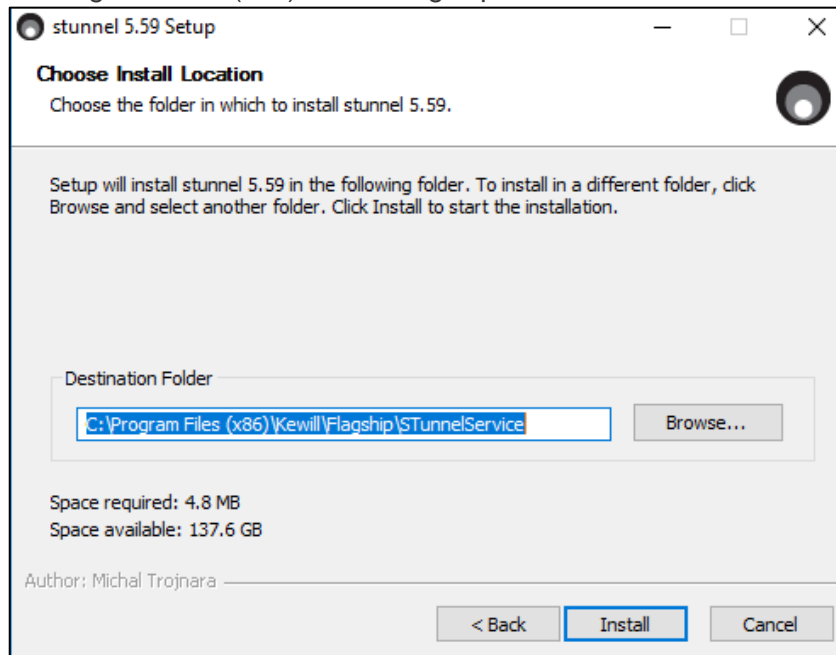 stunnel 5.59 Setup
Choose Install Location
Choose the folder in which to install stunnel 5.59.
Setup will install stunnel 5.59 in the following folder. To install in a different folder, click
Browse and select another folder. Click Install to start the installation.
Destination Folder
C:\Program Files (x86)\Kewill\Flagship\STunnelService
Browse...
Space required: 4.8 MB
Space available: 137.6 GB
Author: Michal Trojnara
< Back
Install
Cancel